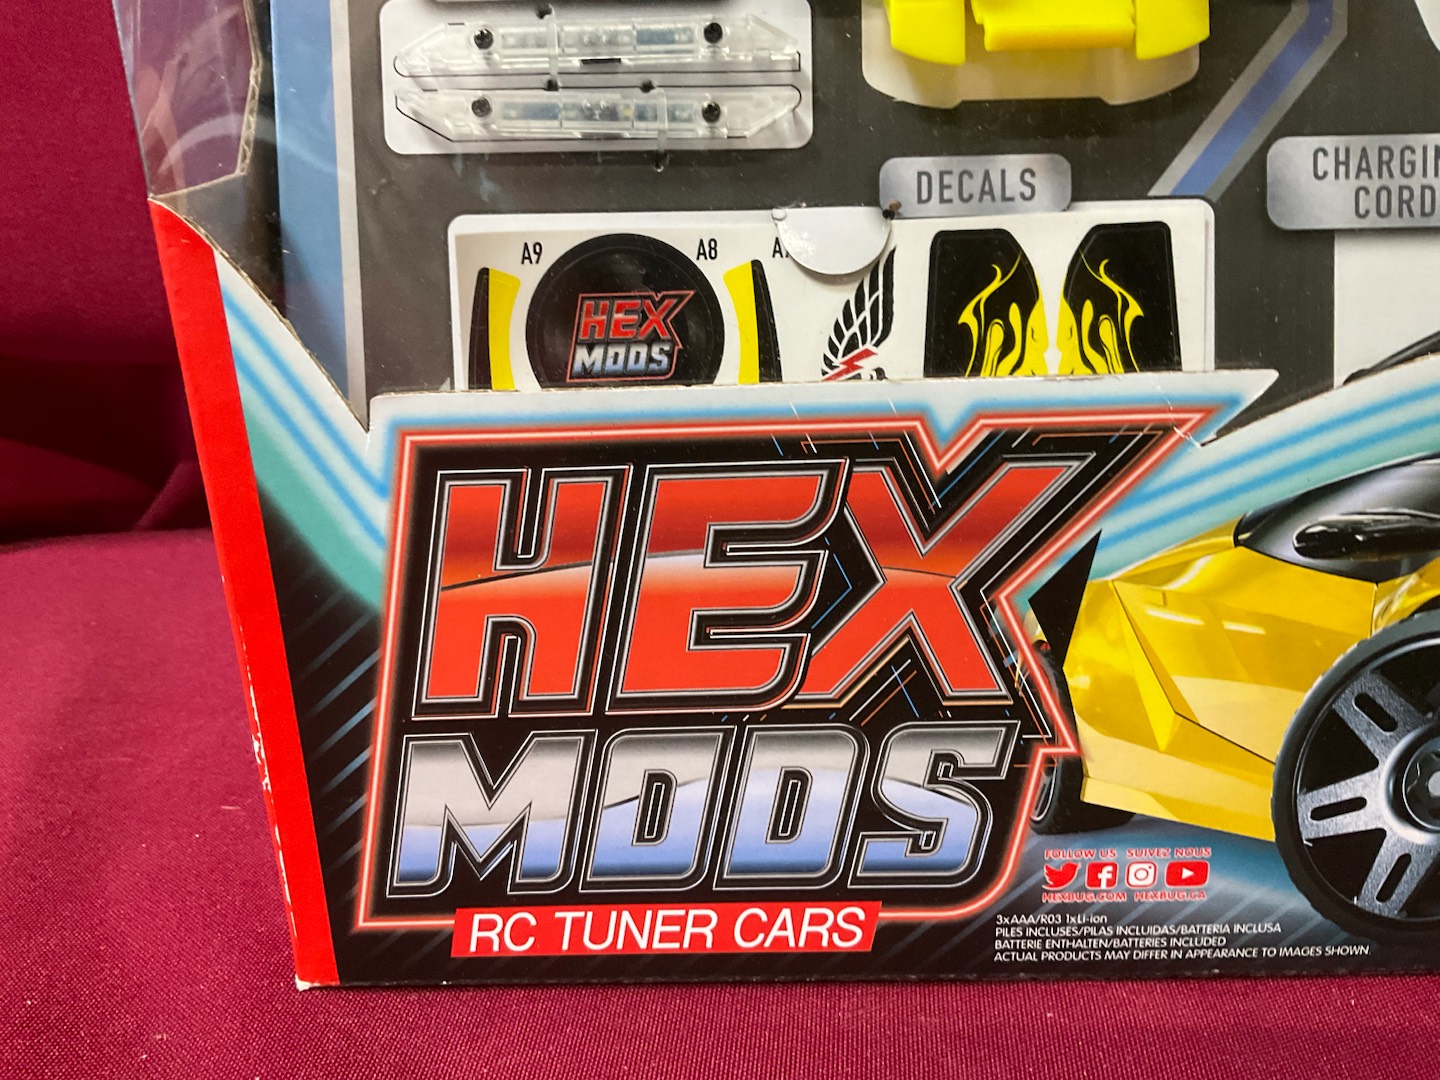 DECALS
CHARGIN
CORD
A9
A8
HEX
MODS
HEX
MODS
RC TUNER CARS
FOLLOW US SUIVEZ NOUS
HEXBUG.COM HEXBUG.CA
3xAAA/R03 1xLi-ion
PILES INCLUSES/PILAS INCLUIDAS/BATTERIA INCLUSA
BATTERIE ENTHALTEN/BATTERIES INCLUDED
ACTUAL PRODUCTS MAY DIFFER IN APPEARANCE TO IMAGES SHOWN.